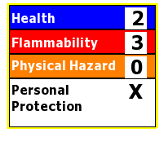 Health 2
Flammability 3
Physical Hazard 0
Personal X
Protection